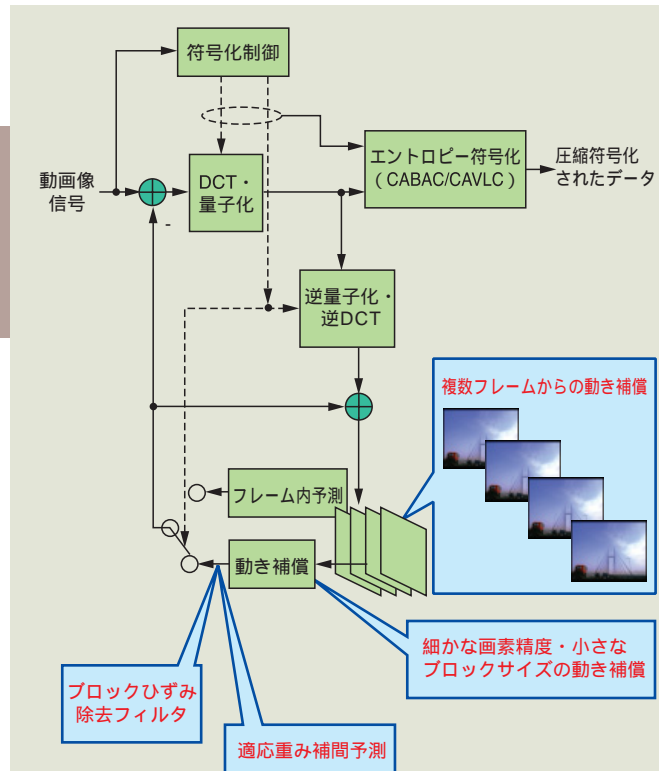 符号化制御
動画像
信号
-
DCT・
量子化
エントロピー符号化
（CABAC/CAVLC）
圧縮符号化
されたデータ
逆量子化・
逆DCT
複数フレームからの動き補償
フレーム内予測
動き補償
細かな画素精度・小さな
ブロックサイズの動き補償
ブロックひずみ
除去フィルタ
適応重み補間予測